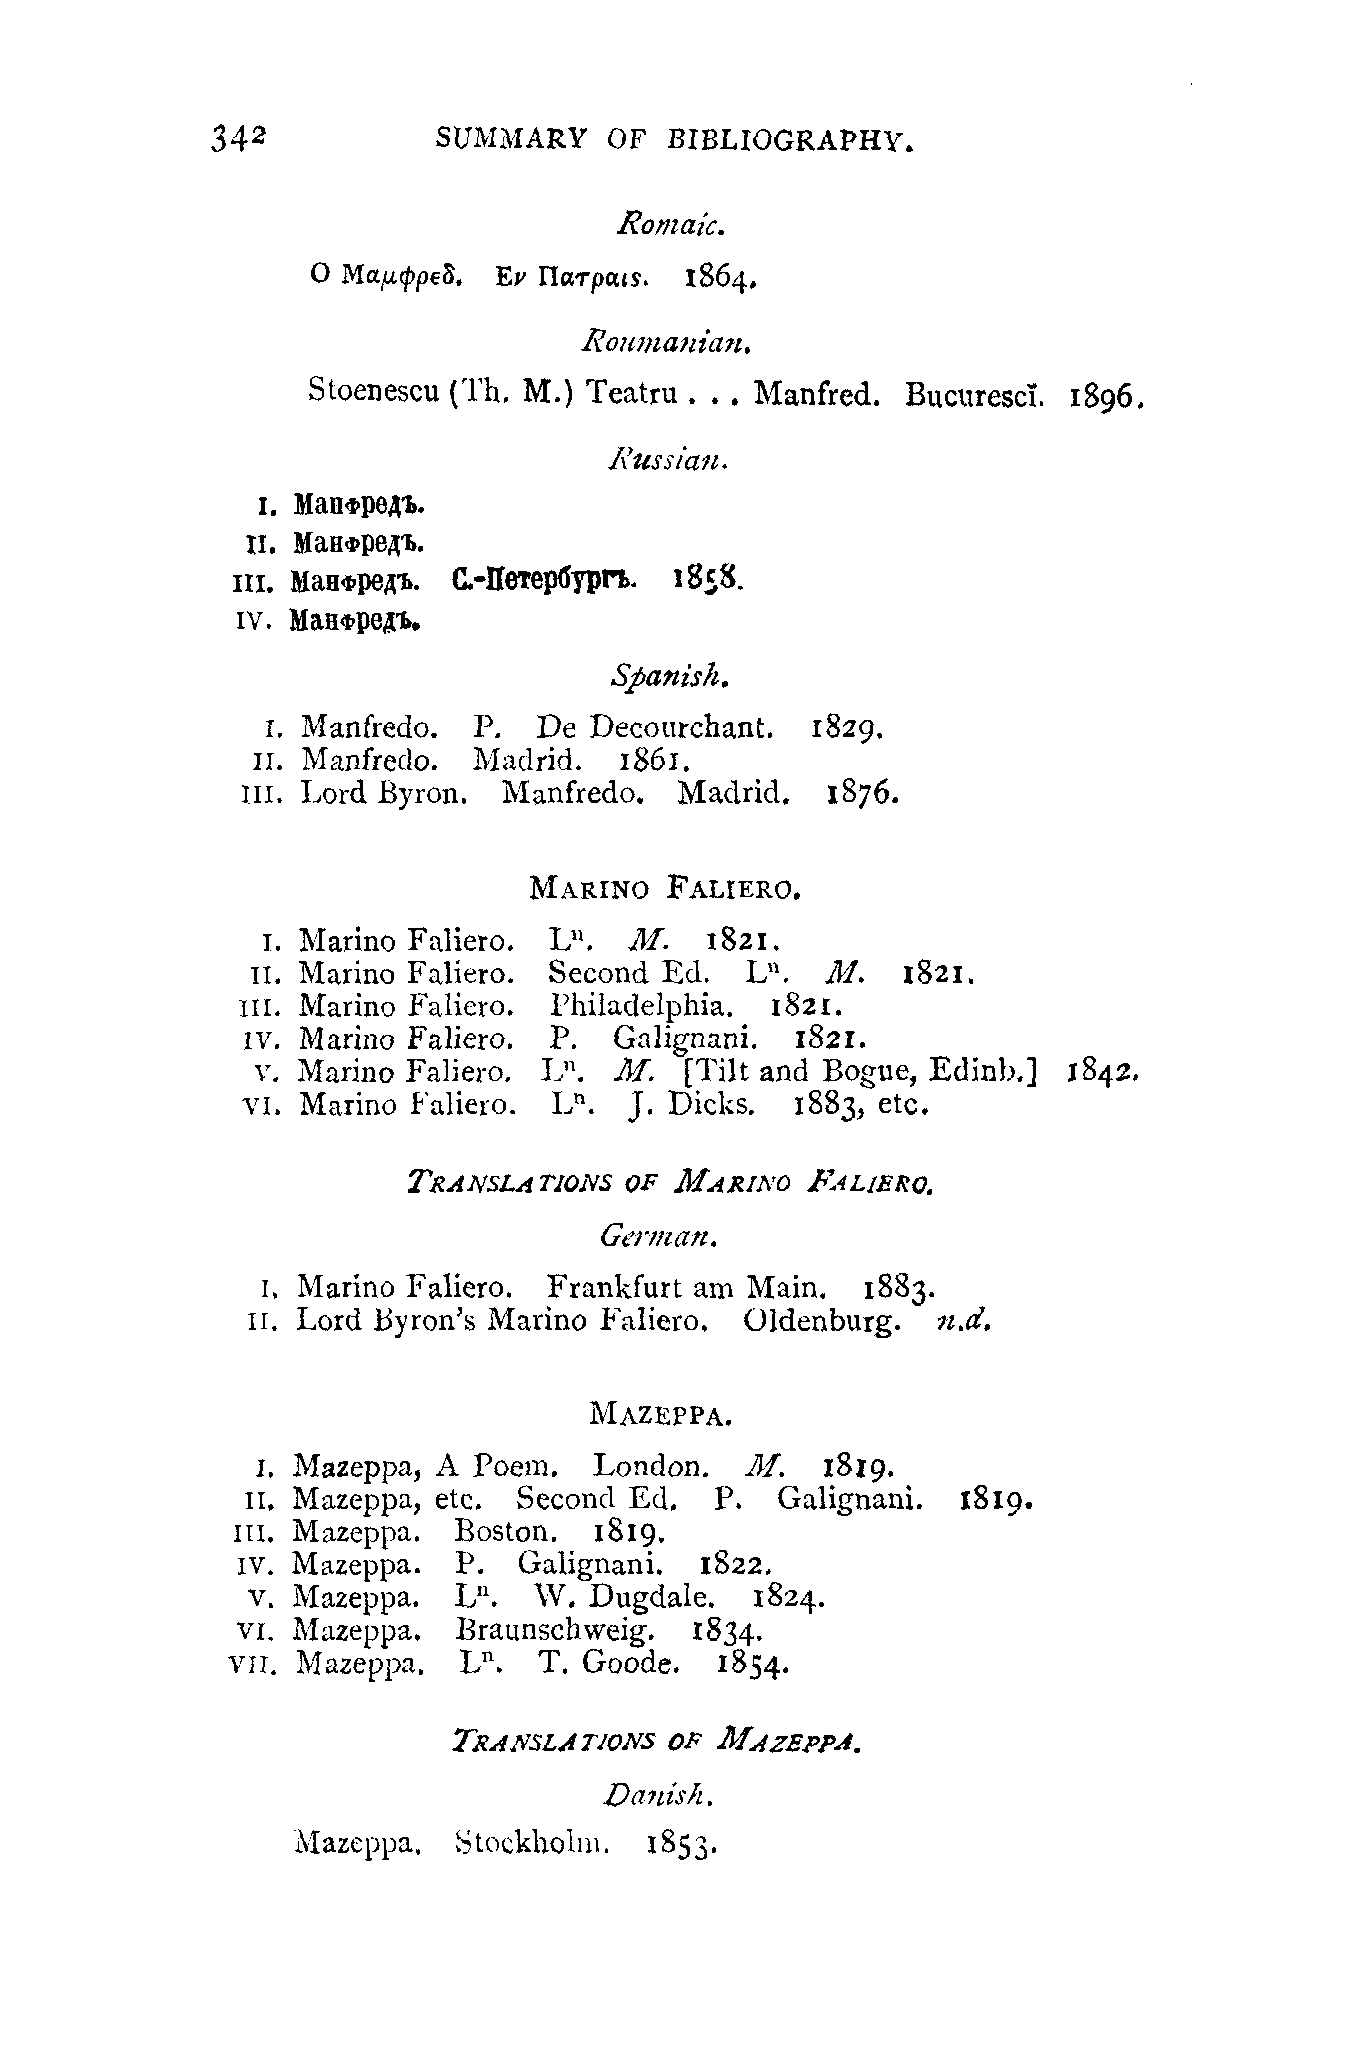 342 SUMMARY OF BIBLIOGRAPHY.
Romaic.
Ο Μαμφρεδ. Εν Πατραις. 1864.
Roumanian.
Stoenescu (Th. M.) Teatru . . . Manfred. Bucurescĭ. 1896.
Russian.
I. Манфредъ.
II. Манфредъ.
III. Манфредъ. С.-Петербургъ. 1858.
IV. Манфредъ.
Spanish.
I. Manfredo. P. De Decourchant. 1829.
II. Manfredo. Madrid. 1861.
III. Lord Byron. Manfredo. Madrid. 1876.
MARINO FALIERO.
I. Marino Faliero. Lⁿ. M. 1821.
II. Marino Faliero. Second Ed. Lⁿ. M. 1821.
III. Marino Faliero. Philadelphia. 1821.
IV. Marino Faliero. P. Galignani. 1821.
V. Marino Faliero. Lⁿ. M. [Tilt and Bogue, Edinb.] 1842.
VI. Marino Faliero. Lⁿ. J. Dicks. 1883, etc.
TRANSLATIONS OF MARINO FALIERO.
German.
I. Marino Faliero. Frankfurt am Main. 1883.
II. Lord Byron's Marino Faliero. Oldenburg. n.d.
MAZEPPA.
I. Mazeppa, A Poem. London. M. 1819.
II. Mazeppa, etc. Second Ed. P. Galignani. 1819.
III. Mazeppa. Boston. 1819.
IV. Mazeppa. P. Galignani. 1822.
V. Mazeppa. Lⁿ. W. Dugdale. 1824.
VI. Mazeppa. Braunschweig. 1834.
VII. Mazeppa. Lⁿ. T. Goode. 1854.
TRANSLATIONS OF MAZEPPA.
Danish.
Mazeppa. Stockholm. 1853.